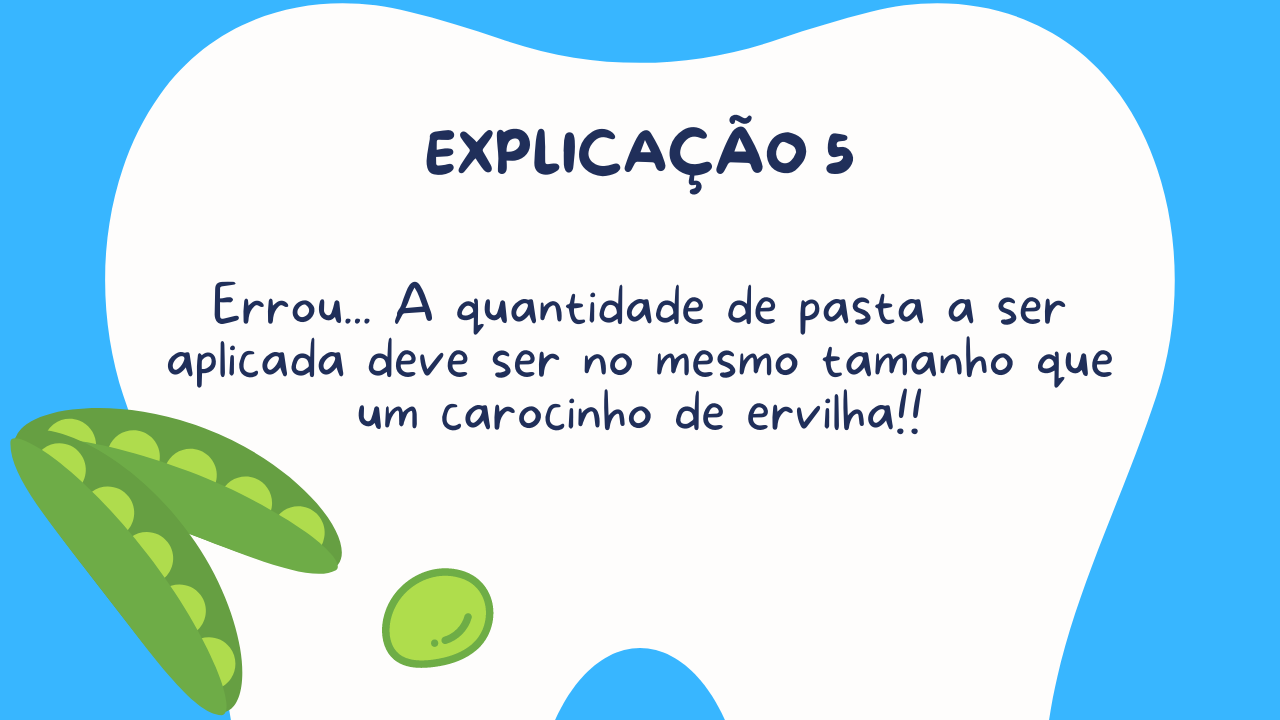 EXPLICAÇÃO 5
Errou... A quantidade de pasta a ser
aplicada deve ser no mesmo tamanho que
um carocinho de ervilha!!